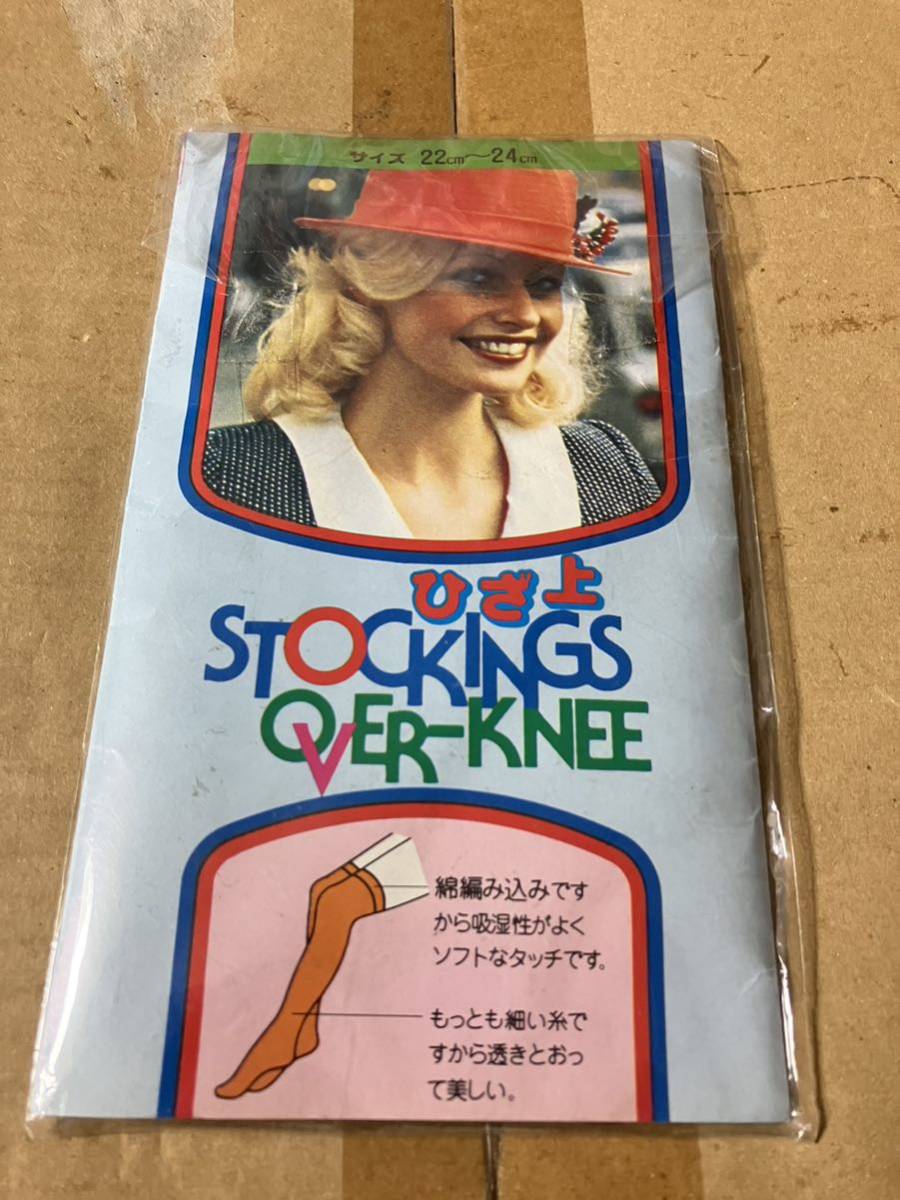 サイズ 22cm～24cm
ひざ上
STOCKINGS
OVER-KNEE
綿編み込みです
から吸湿性がよく
ソフトなタッチです。
もっとも細い糸で
すから透きとおっ
て美しい。